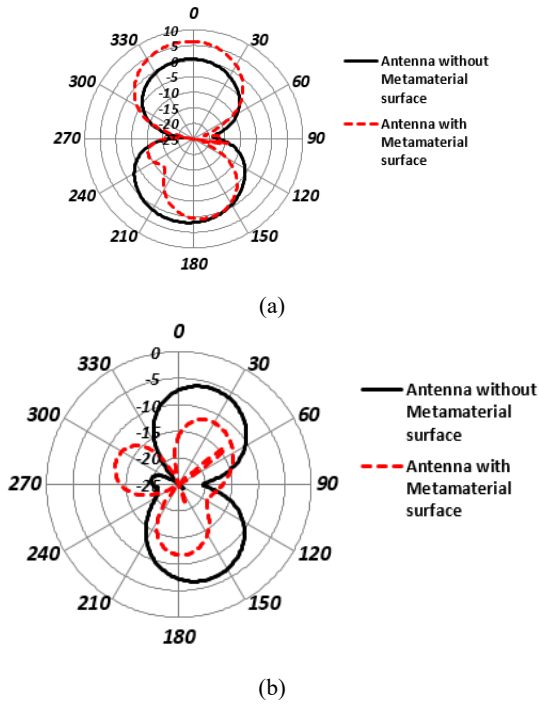 0
330
30
300
60
270
90
240
120
210
150
180
10
5
0
-5
-10
-15
-20
-25
Antenna without
Metamaterial
surface
Antenna with
Metamaterial
surface
(a)
0
330
30
300
60
270
90
240
120
210
150
180
0
-5
-10
-15
-20
Antenna without
Metamaterial
surface
Antenna with
Metamaterial
surface
(b)